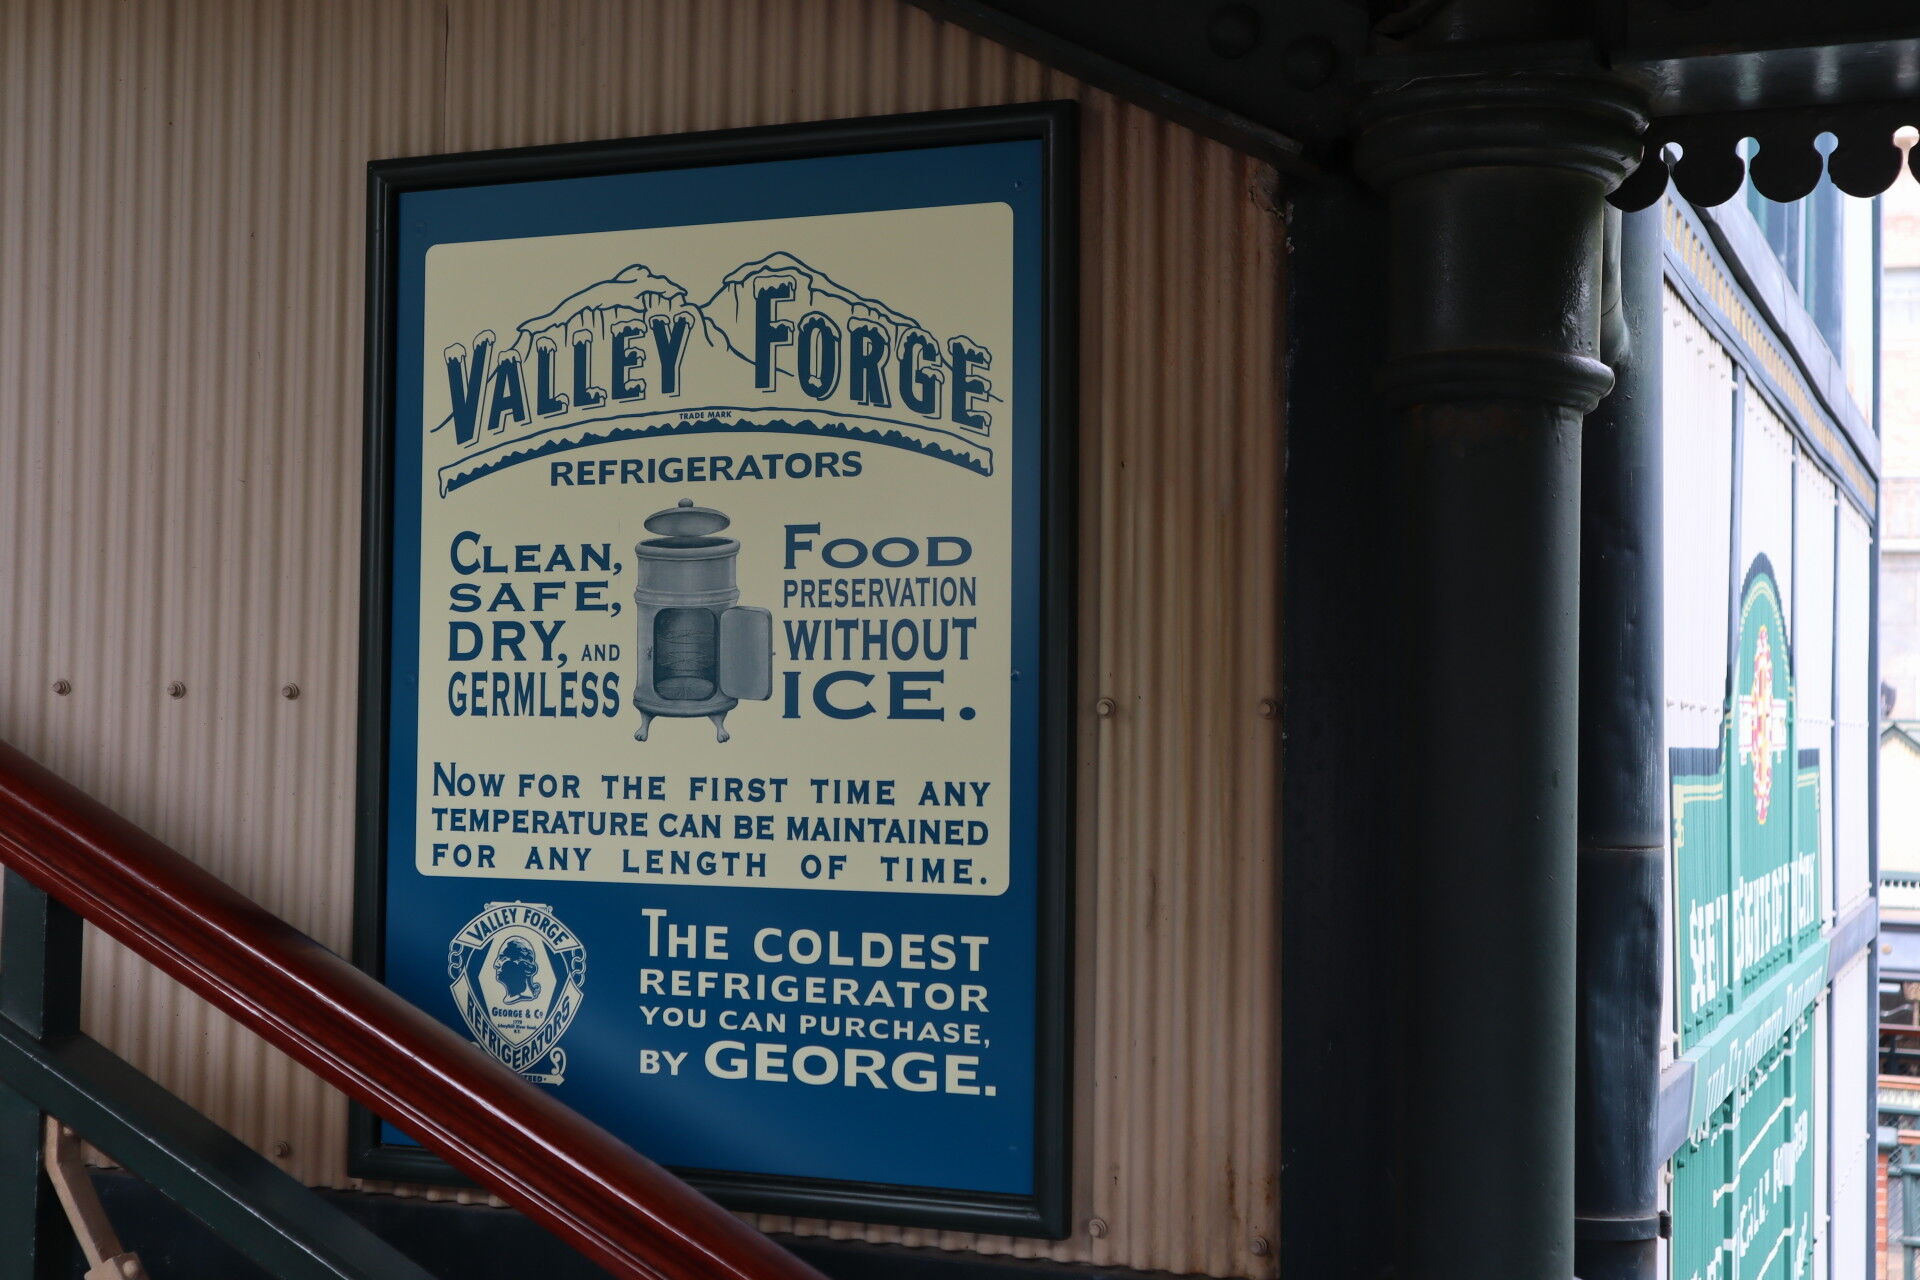 VALLEY FORGE
TRADE MARK
REFRIGERATORS
CLEAN,
SAFE,
DRY, AND
GERMLESS
FOOD
PRESERVATION
WITHOUT
ICE.
NOW FOR THE FIRST TIME ANY
TEMPERATURE CAN BE MAINTAINED
FOR ANY LENGTH OF TIME.
VALLEY FORGE
GEORGE & Co
REFRIGERATORS
THE COLDEST
REFRIGERATOR
YOU CAN PURCHASE,
BY GEORGE.